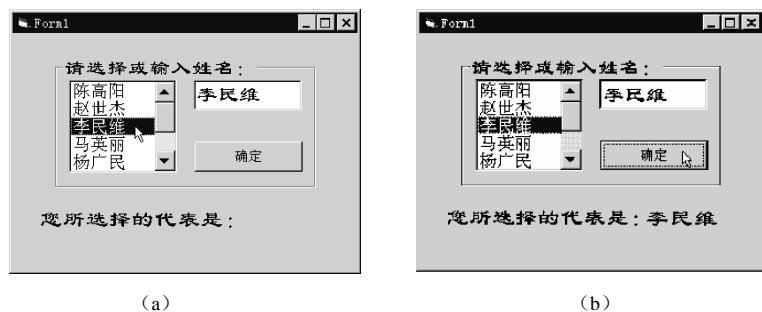 Form1
请选择或输入姓名：
陈高阳
赵世杰
李民维
马英丽
杨广民
李民维
确定
您所选择的代表是：
（a）
Form1
请选择或输入姓名：
陈高阳
赵世杰
李民维
马英丽
杨广民
李民维
确定
您所选择的代表是：李民维
（b）